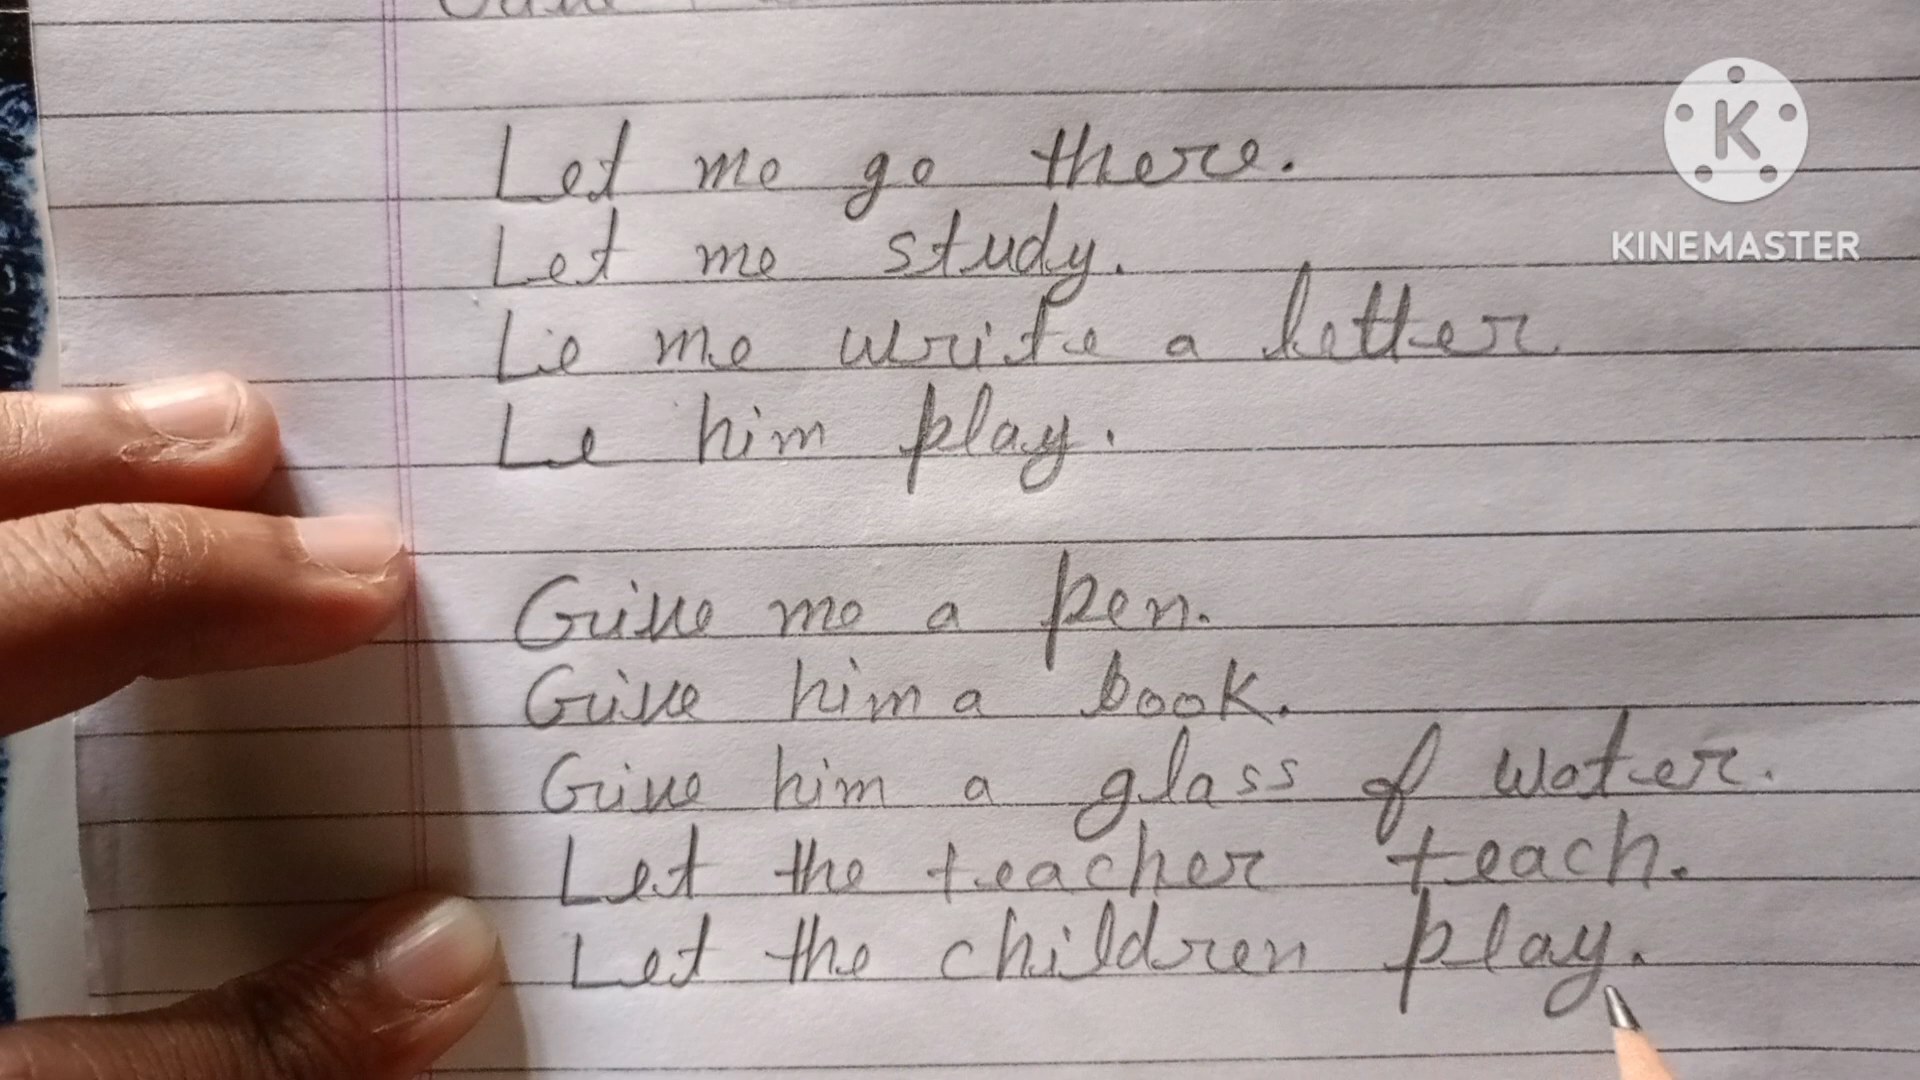 Let me go there.
Let me study.
Lie me write a letter
Le him play.
Give me a pen.
Give him a book.
Give him a glass of water.
Let the teacher teach.
Let the children play.
K
KINEMASTER